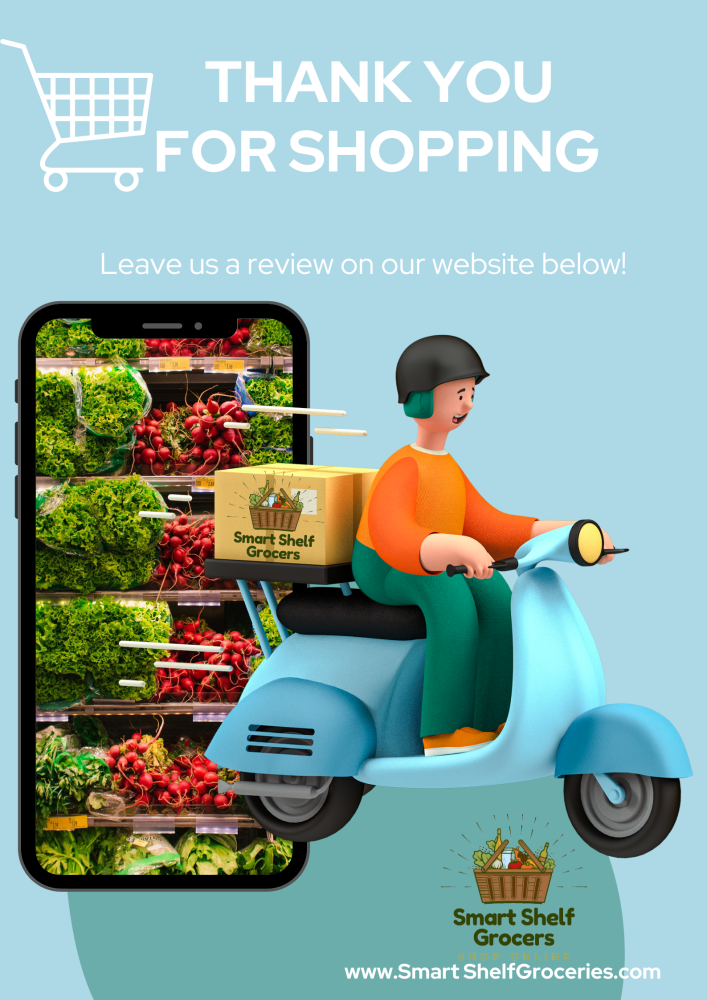 THANK YOU
FOR SHOPPING
Leave us a review on our website below!
Smart Shelf
Grocers
Smart Shelf
Grocers
SHOP ONLINE
www.Smart ShelfGroceries.com